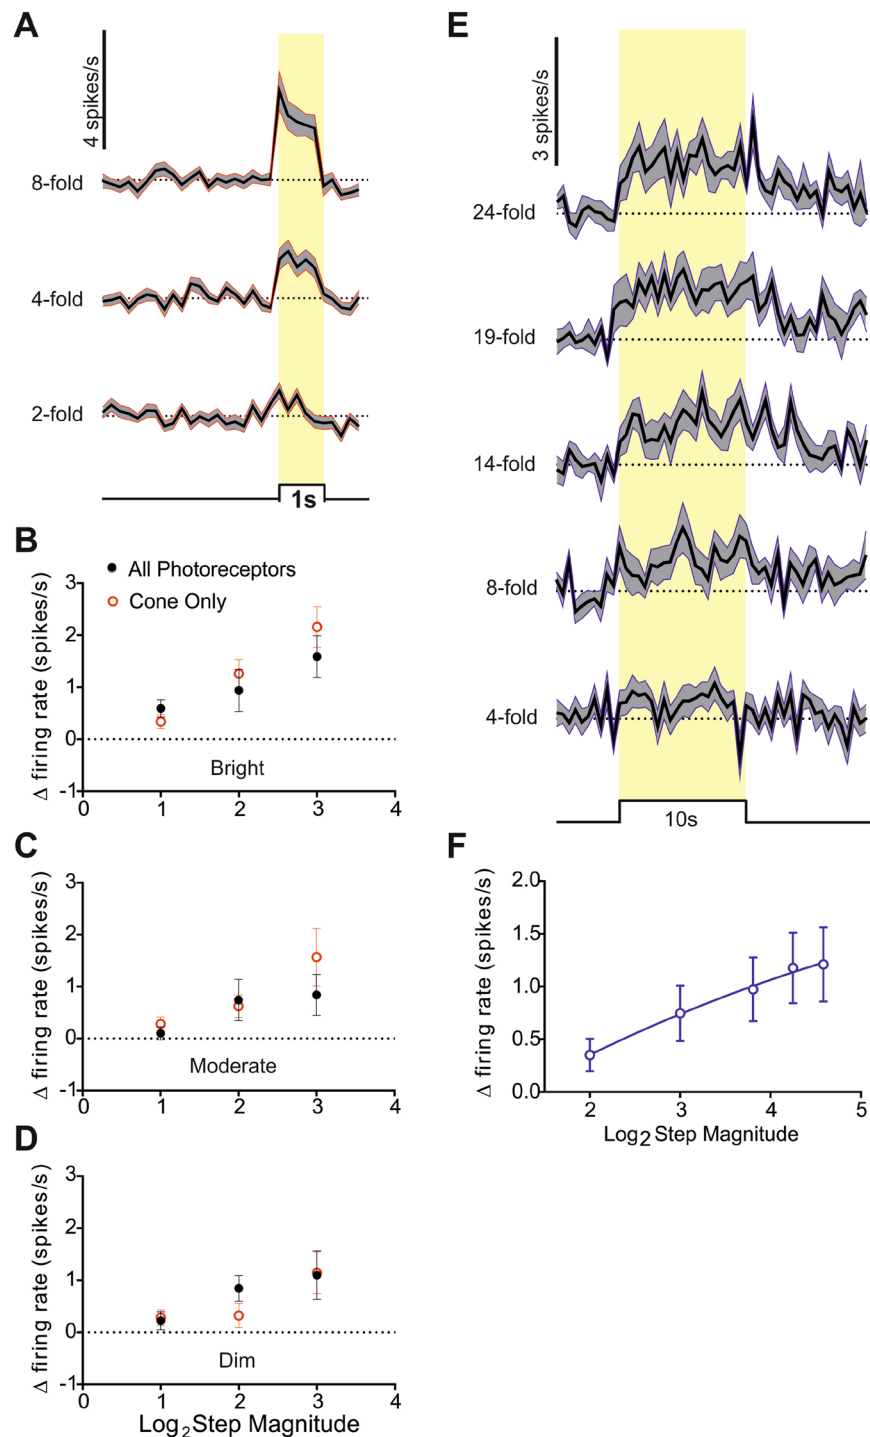 A
4 spikes/s
8-fold
4-fold
2-fold
1s
B
All Photoreceptors
Cone Only
Δ firing rate (spikes/s)
3
2
1
0
-1
Bright
0 1 2 3 4
C
Δ firing rate (spikes/s)
3
2
1
0
-1
Moderate
0 1 2 3 4
D
Δ firing rate (spikes/s)
3
2
1
0
-1
Dim
0 1 2 3 4
Log2 Step Magnitude
E
3 spikes/s
24-fold
19-fold
14-fold
8-fold
4-fold
10s
F
Δ firing rate (spikes/s)
2.0
1.5
1.0
0.5
0.0
2 3 4 5
Log2 Step Magnitude